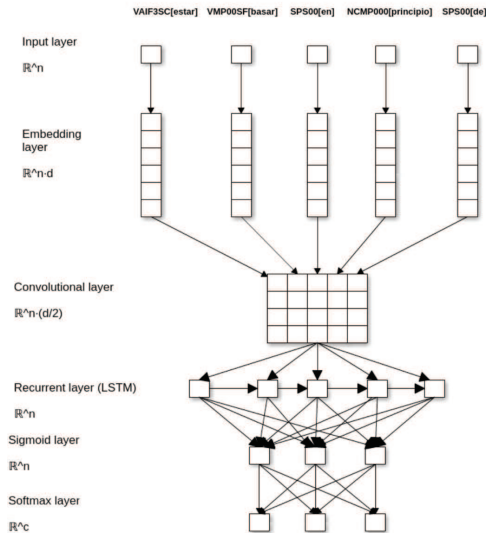 VAIF3SC[estar] VMP00SF[basar] SPS00[en] NCMP000[principio] SPS00[de]
Input layer
ℝ^n
Embedding
layer
ℝ^n·d
Convolutional layer
ℝ^n·(d/2)
Recurrent layer (LSTM)
ℝ^n
Sigmoid layer
ℝ^n
Softmax layer
ℝ^c